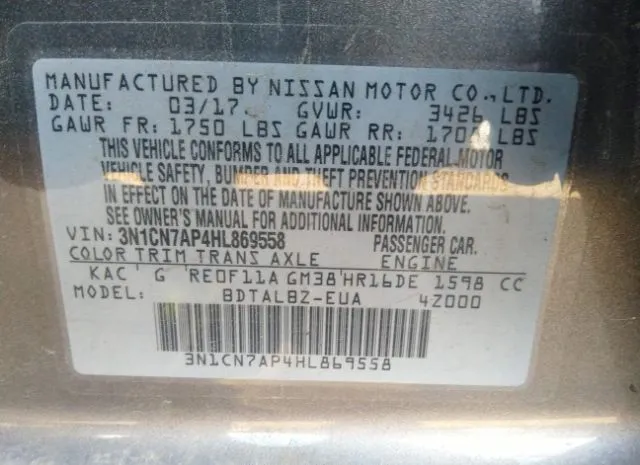 MANUFACTURED BY NISSAN MOTOR CO.,LTD.
DATE: 03/17 GVWR: 3426 LBS
GAWR FR: 1750 LBS GAWR RR: 1701 LBS
THIS VEHICLE CONFORMS TO ALL APPLICABLE FEDERAL MOTOR
VEHICLE SAFETY, BUMPER AND THEFT PREVENTION STANDARDS
IN EFFECT ON THE DATE OF MANUFACTURE SHOWN ABOVE.
SEE OWNER'S MANUAL FOR ADDITIONAL INFORMATION.
VIN: 3N1CN7AP4HL869558 PASSENGER CAR.
COLOR TRIM TRANS AXLE ENGINE
KAC G RE0F11A GM38 HR16DE 1598 CC
MODEL: BDTALBZ-EUA 4Z000
3N1CN7AP4HL869558